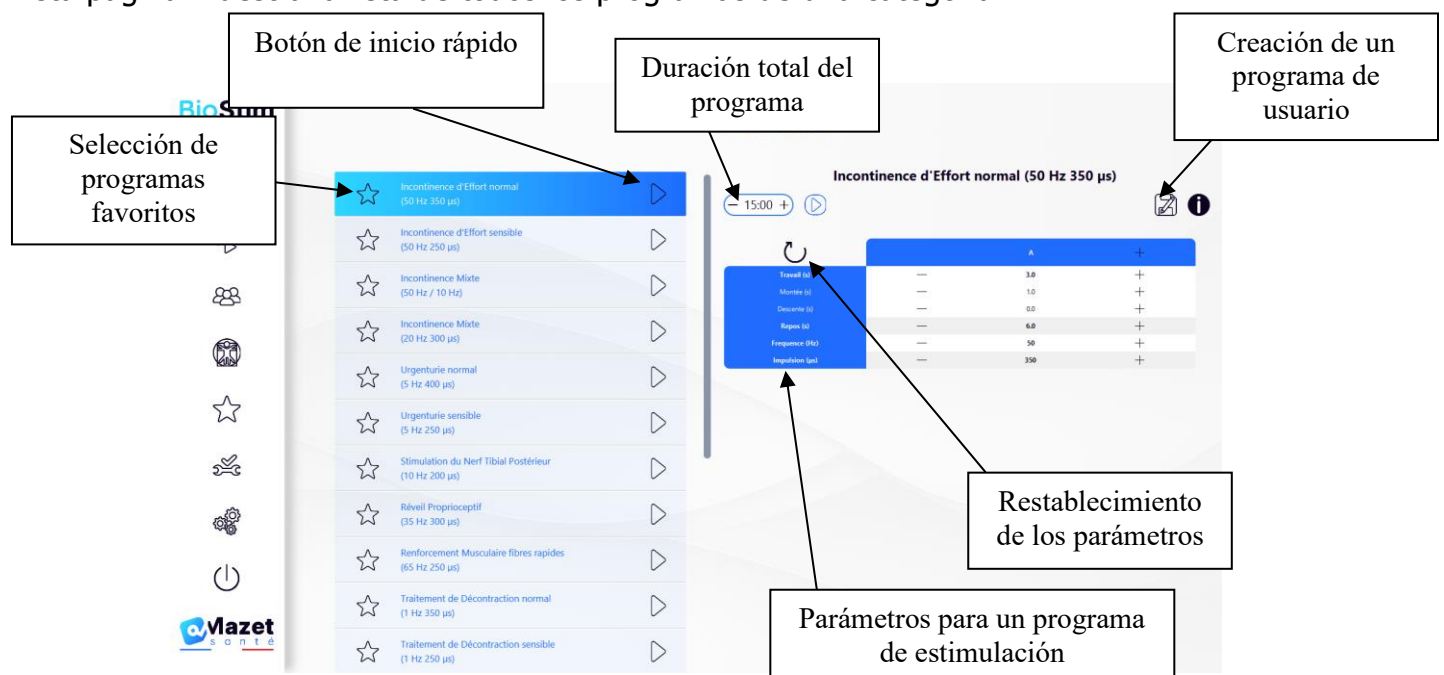 Botón de inicio rápido
Duración total del
programa
Creación de un
programa de
usuario
Selección de
programas
favoritos
Incontinence d'Effort normal
(50 Hz 350 µs)
Incontinence d'Effort sensible
(50 Hz 250 µs)
Incontinence Mixte
(50 Hz / 10 Hz)
Incontinence Mixte
(20 Hz 300 µs)
Urgenturie normal
(5 Hz 400 µs)
Urgenturie sensible
(5 Hz 250 µs)
Stimulation du Nerf Tibial Postérieur
(10 Hz 200 µs)
Réveil Proprioceptif
(35 Hz 300 µs)
Renforcement Musculaire fibres rapides
(65 Hz 250 µs)
Traitement de Décontraction normal
(1 Hz 350 µs)
Traitement de Décontraction sensible
(1 Hz 250 µs)
Mazet
santé
Incontinence d'Effort normal (50 Hz 350 µs)
− 15:00 +
A +
Travail (s) — 3.0 +
Montée (s) — 1.0 +
Descente (s) — 0.0 +
Repos (s) — 6.0 +
Frequence (Hz) — 50 +
Impulsion (µs) — 350 +
Restablecimiento
de los parámetros
Parámetros para un programa
de estimulación